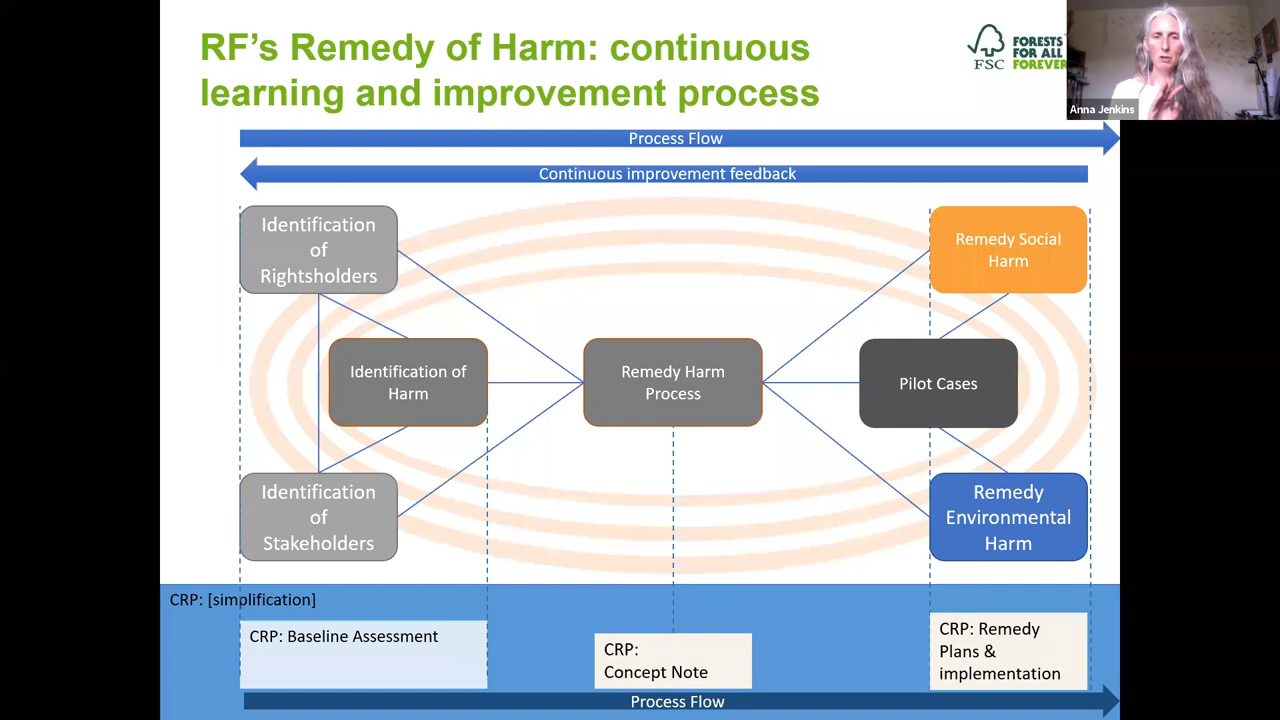 RF's Remedy of Harm: continuous
learning and improvement process
FSC
FORESTS
FOR ALL
FOREVER
Anna Jenkins
Process Flow
Continuous improvement feedback
Identification
of
Rightsholders
Remedy Social
Harm
Identification of
Harm
Remedy Harm
Process
Pilot Cases
Identification
of
Stakeholders
Remedy
Environmental
Harm
CRP: [simplification]
CRP: Baseline Assessment
CRP:
Concept Note
CRP: Remedy
Plans &
implementation
Process Flow